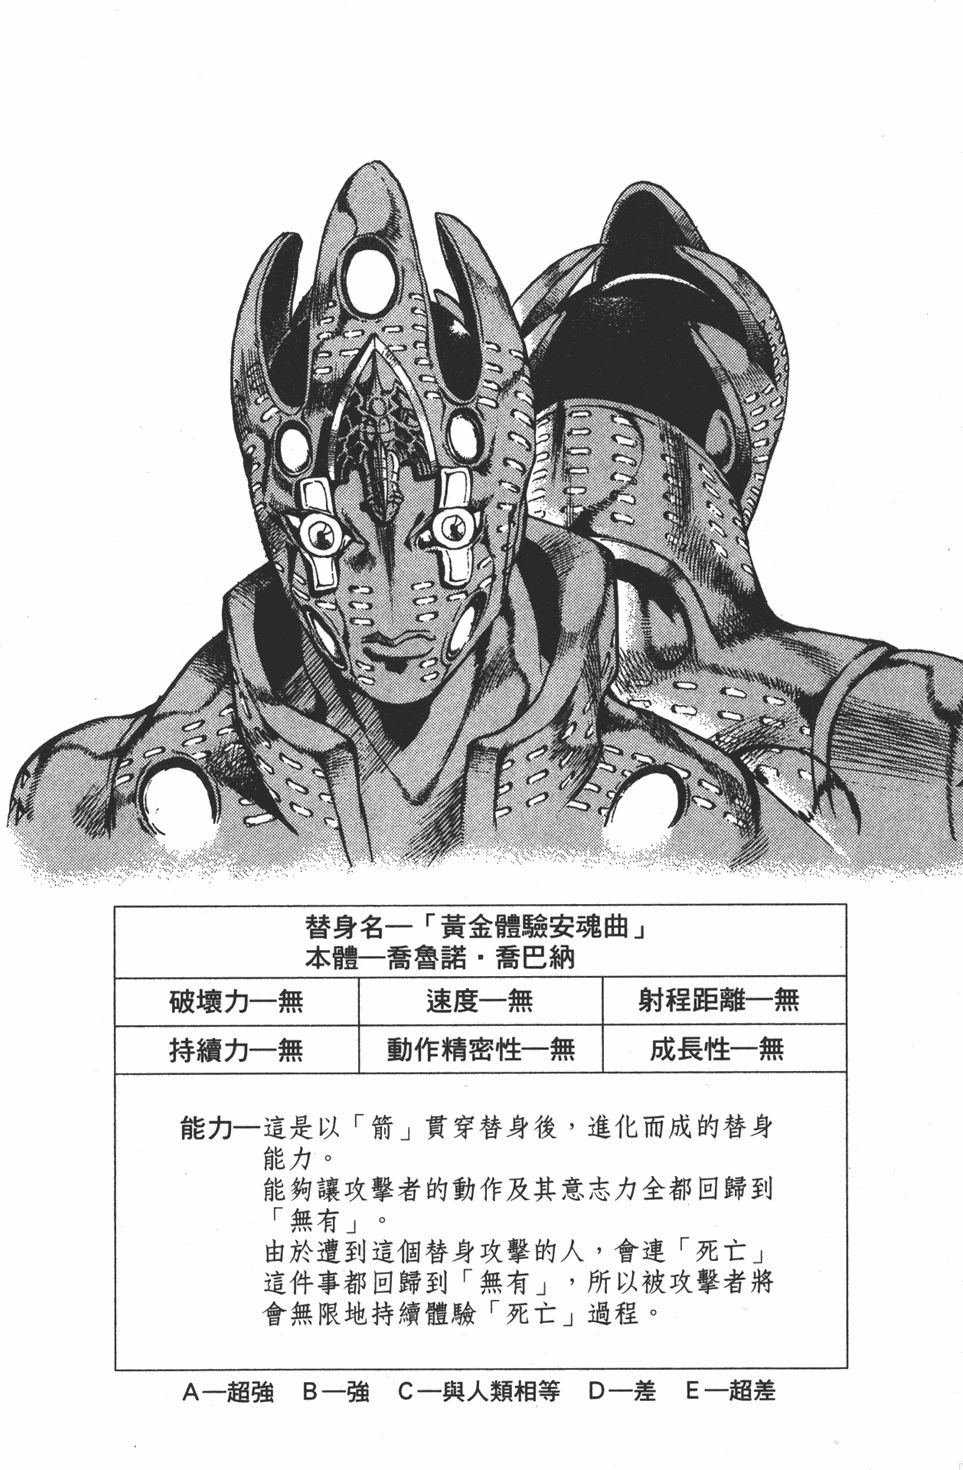 替身名—「黃金體驗安魂曲」
本體—喬魯諾・喬巴納
破壞力—無 速度—無 射程距離—無
持續力—無 動作精密性—無 成長性—無
能力—這是以「箭」貫穿替身後，進化而成的替身
能力。
能夠讓攻擊者的動作及其意志力全都回歸到
「無有」。
由於遭到這個替身攻擊的人，會連「死亡」
這件事都回歸到「無有」，所以被攻擊者將
會無限地持續體驗「死亡」過程。
A—超強 B—強 C—與人類相等 D—差 E—超差